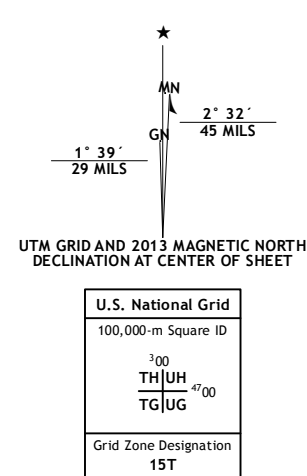 ★
MN
GN
2° 32´
45 MILS
1° 39´
29 MILS
UTM GRID AND 2013 MAGNETIC NORTH
DECLINATION AT CENTER OF SHEET
U.S. National Grid
100,000-m Square ID
³00
TH UH
⁴⁷00
TG UG
Grid Zone Designation
15T